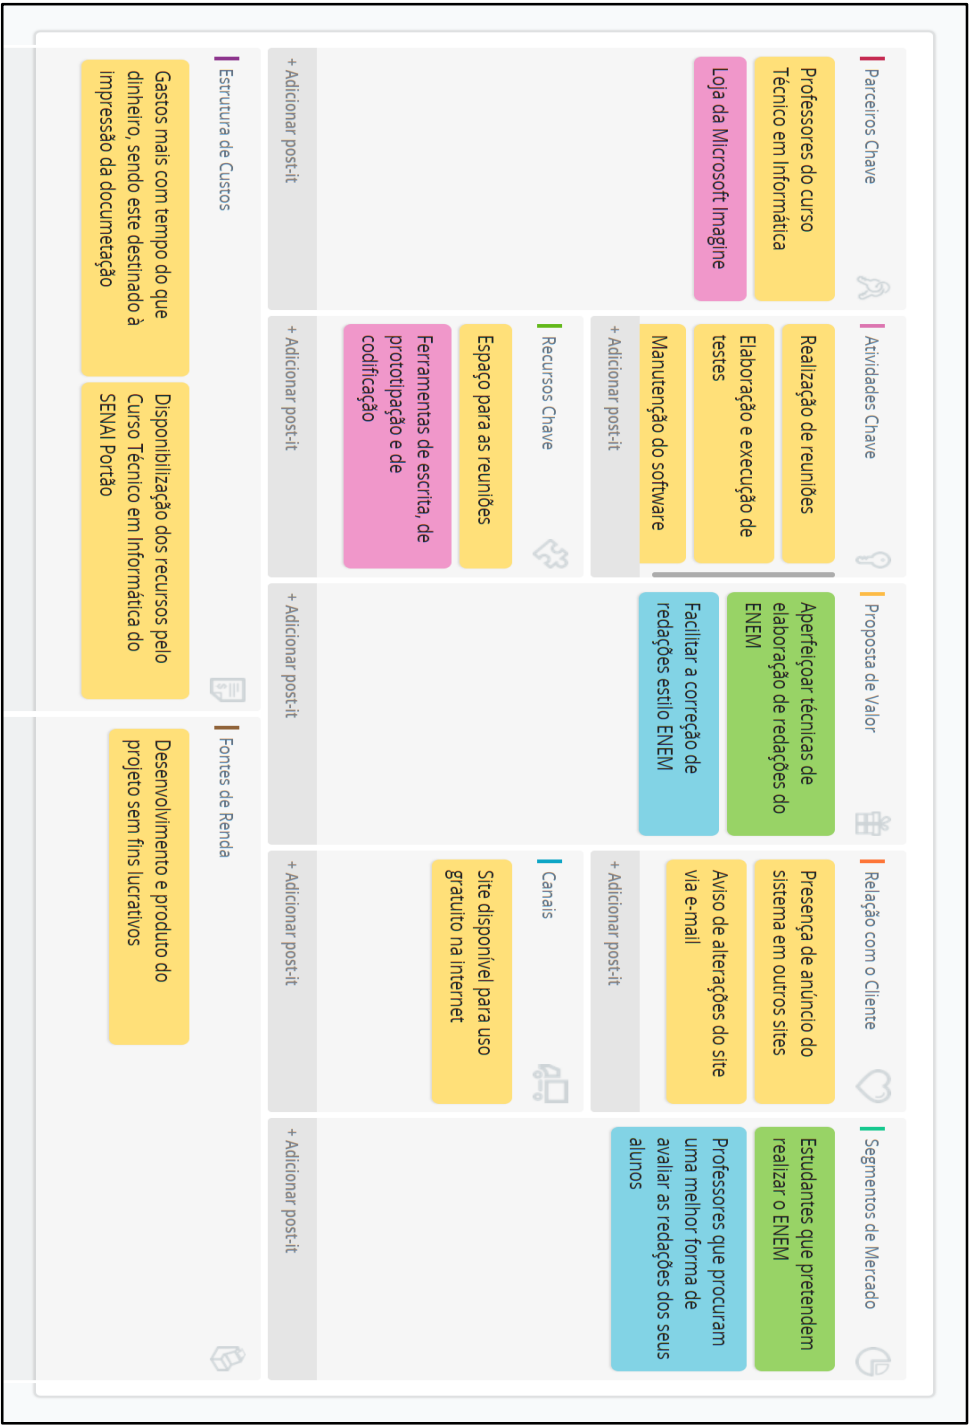 Parceiros Chave
Professores do curso
Técnico em Informática
Loja da Microsoft Imagine
+ Adicionar post-it
Atividades Chave
Realização de reuniões
Elaboração e execução de
testes
Manutenção do software
+ Adicionar post-it
Recursos Chave
Espaço para as reuniões
Ferramentas de escrita, de
prototipação e de
codificação
+ Adicionar post-it
Proposta de Valor
Aperfeiçoar técnicas de
elaboração de redações do
ENEM
Facilitar a correção de
redações estilo ENEM
+ Adicionar post-it
Relação com o Cliente
Presença de anúncio do
sistema em outros sites
Aviso de alterações do site
via e-mail
+ Adicionar post-it
Canais
Site disponível para uso
gratuito na internet
+ Adicionar post-it
Segmentos de Mercado
Estudantes que pretendem
realizar o ENEM
Professores que procuram
uma melhor forma de
avaliar as redações dos seus
alunos
+ Adicionar post-it
Estrutura de Custos
Gastos mais com tempo do que
dinheiro, sendo este destinado à
impressão da documetação
Disponibilização dos recursos pelo
Curso Técnico em Informática do
SENAI Portão
Fontes de Renda
Desenvolvimento e produto do
projeto sem fins lucrativos